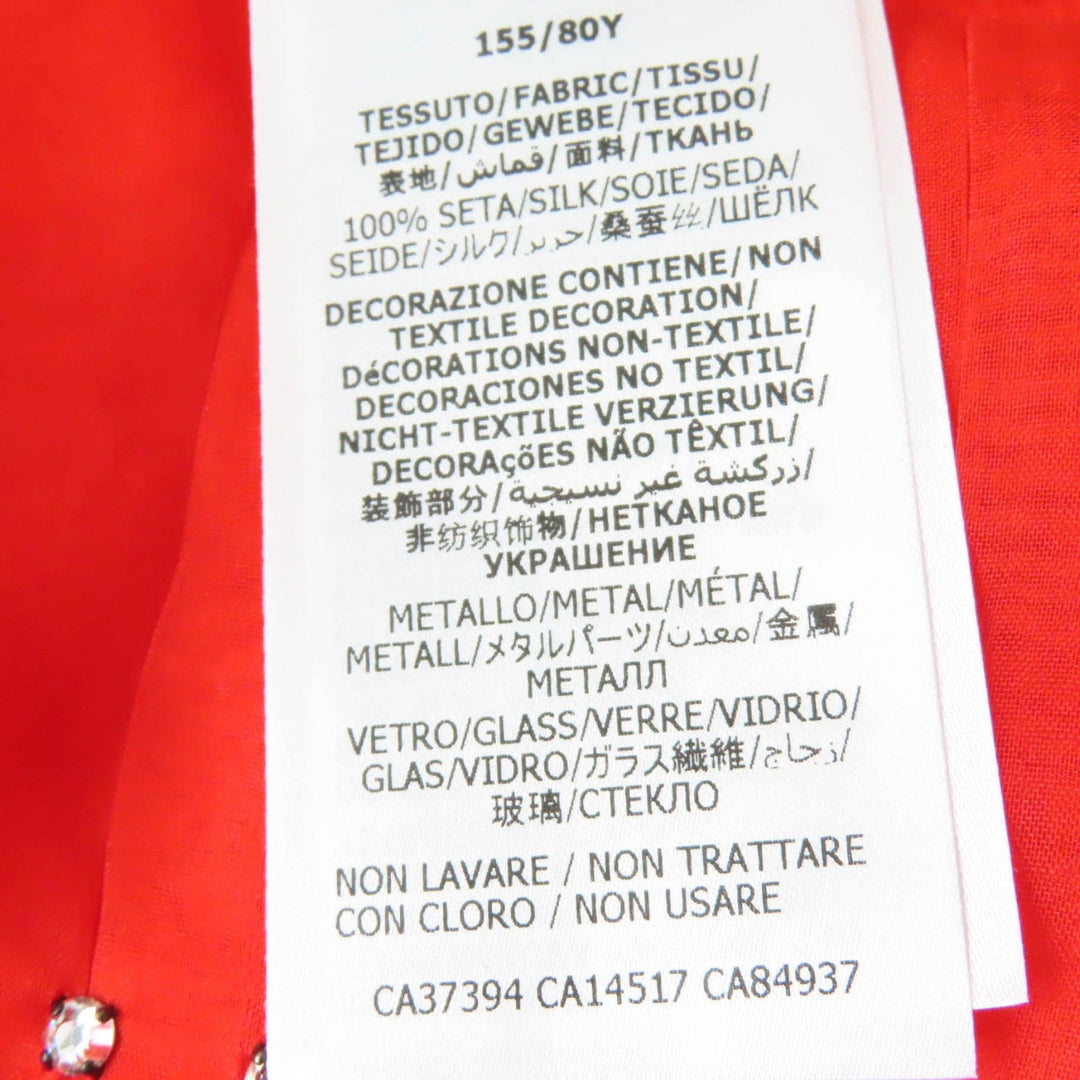 155/80Y
TESSUTO/FABRIC/TISSU/
TEJIDO/GEWEBE/TECIDO/
表地/قماش/面料/ТКАНЬ
100% SETA/SILK/SOIE/SEDA/
SEIDE/シルク/حرير/桑蚕丝/ШЁЛК
DECORAZIONE CONTIENE/NON
TEXTILE DECORATION/
DéCORATIONS NON-TEXTILE/
DECORACIONES NO TEXTIL/
NICHT-TEXTILE VERZIERUNG/
DECORAçõES NÃO TÊXTIL/
装飾部分/زركشة غير نسيجية/
非纺织饰物/НЕТКАНОЕ
УКРАШЕНИЕ
METALLO/METAL/MÉTAL/
METALL/メタルパーツ/معدن/金属/
МЕТАЛЛ
VETRO/GLASS/VERRE/VIDRIO/
GLAS/VIDRO/ガラス繊維/زجاج/
玻璃/СТЕКЛО
NON LAVARE / NON TRATTARE
CON CLORO / NON USARE
CA37394 CA14517 CA84937